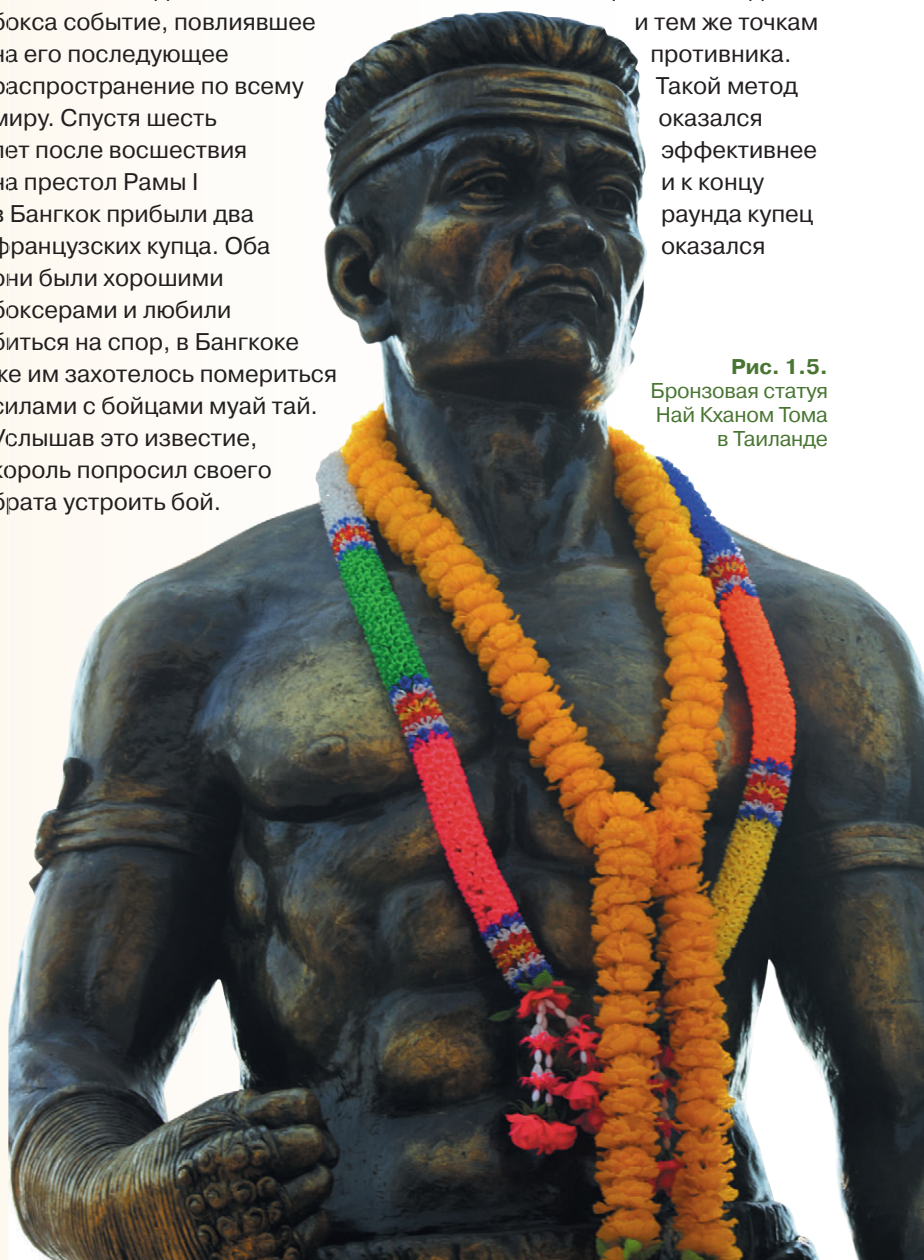 бокса событие, повлиявшее
на его последующее
распространение по всему
миру. Спустя шесть
лет после восшествия
на престол Рамы I
в Бангкок прибыли два
французских купца. Оба
они были хорошими
боксерами и любили
биться на спор, в Бангкоке
же им захотелось помериться
силами с бойцами муай тай.
Услышав это известие,
король попросил своего
брата устроить бой.
и тем же точкам
противника.
Такой метод
оказался
эффективнее
и к концу
раунда купец
оказался
Рис. 1.5.
Бронзовая статуя
Най Кханом Тома
в Таиланде